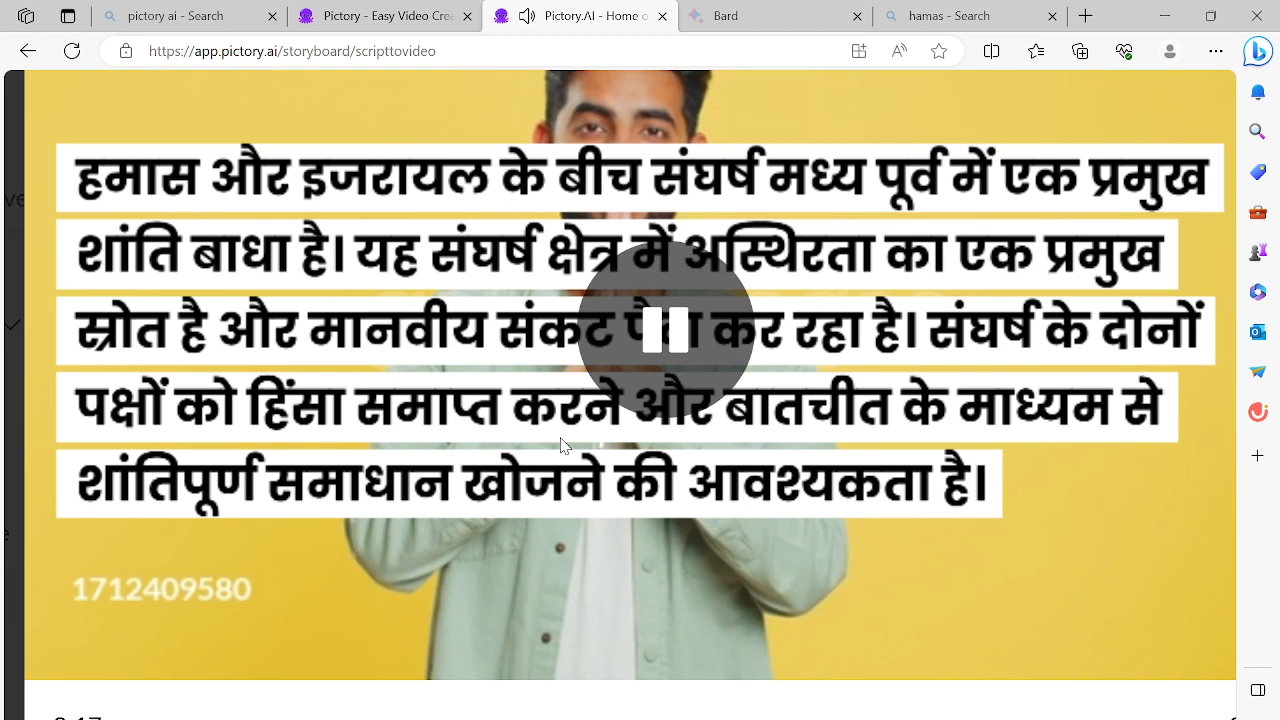 pictory ai - Search
Pictory - Easy Video Crea
Pictory.AI - Home o
Bard
hamas - Search
https://app.pictory.ai/storyboard/scripttovideo
हमास और इजरायल के बीच संघर्ष मध्य पूर्व में एक प्रमुख
शांति बाधा है। यह संघर्ष क्षेत्र में अस्थिरता का एक प्रमुख
स्रोत है और मानवीय संकट पैदा कर रहा है। संघर्ष के दोनों
पक्षों को हिंसा समाप्त करने और बातचीत के माध्यम से
शांतिपूर्ण समाधान खोजने की आवश्यकता है।
1712409580